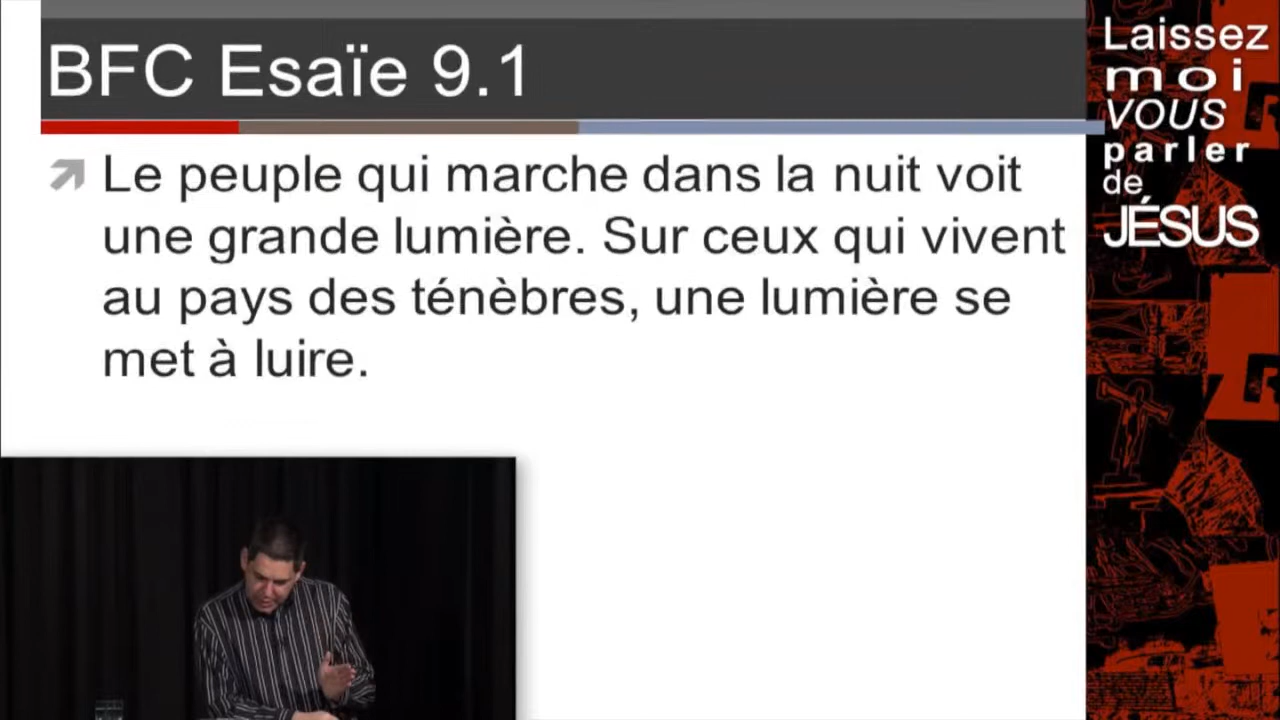 BFC Esaïe 9.1
Le peuple qui marche dans la nuit voit
une grande lumière. Sur ceux qui vivent
au pays des ténèbres, une lumière se
met à luire.
Laissez
moi
VOUS
parler
de
JÉSUS